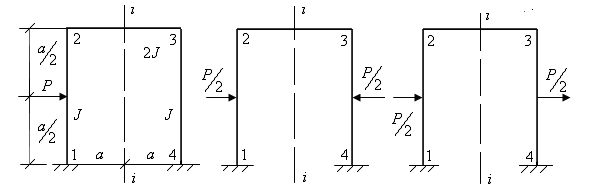 i i i
2 3 2 3 2 3
a/2 2J P/2
P P/2 P/2
J J P/2
a/2
1 a a 4 1 4 1 4
i i i